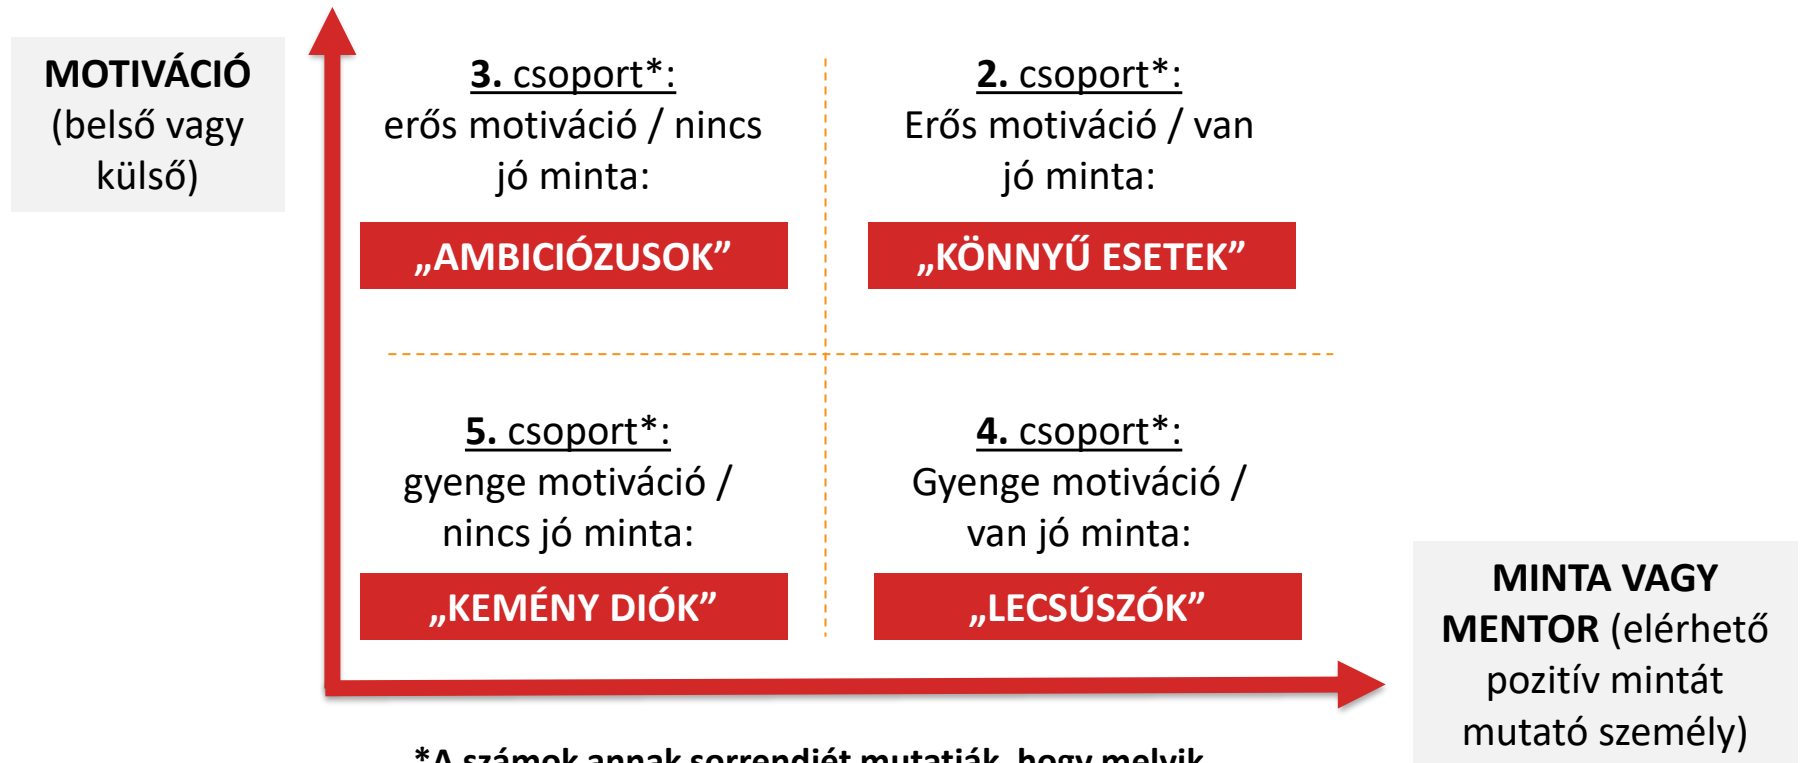 MOTIVÁCIÓ
(belső vagy
külső)
3. csoport*:
erős motiváció / nincs
jó minta:
„AMBICIÓZUSOK”
2. csoport*:
Erős motiváció / van
jó minta:
„KÖNNYŰ ESETEK”
5. csoport*:
gyenge motiváció /
nincs jó minta:
„KEMÉNY DIÓK”
4. csoport*:
Gyenge motiváció /
van jó minta:
„LECSÚSZÓK”
MINTA VAGY
MENTOR (elérhető
pozitív mintát
mutató személy)
*A számok annak sorrendjét mutatják, hogy melyik